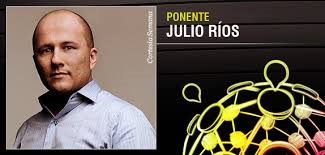 PONENTE
JULIO RÍOS
Cortesía Semana